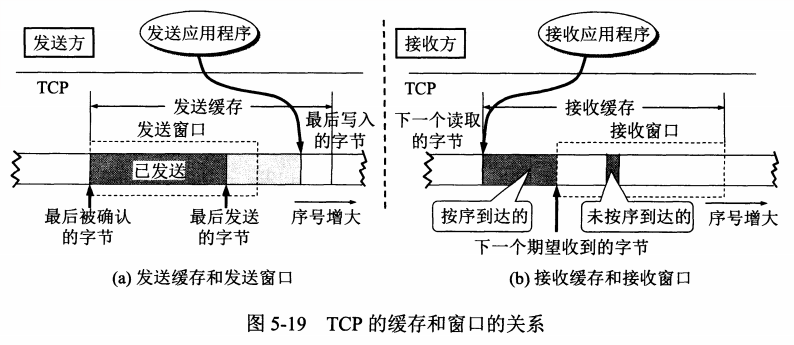 发送方
发送应用程序
TCP
发送缓存
发送窗口
最后写入
的字节
已发送
最后被确认
的字节
最后发送
的字节
序号增大
(a) 发送缓存和发送窗口
接收方
接收应用程序
TCP
接收缓存
下一个读取
的字节
接收窗口
按序到达的
未按序到达的
序号增大
下一个期望收到的字节
(b) 接收缓存和接收窗口
图 5-19 TCP 的缓存和窗口的关系